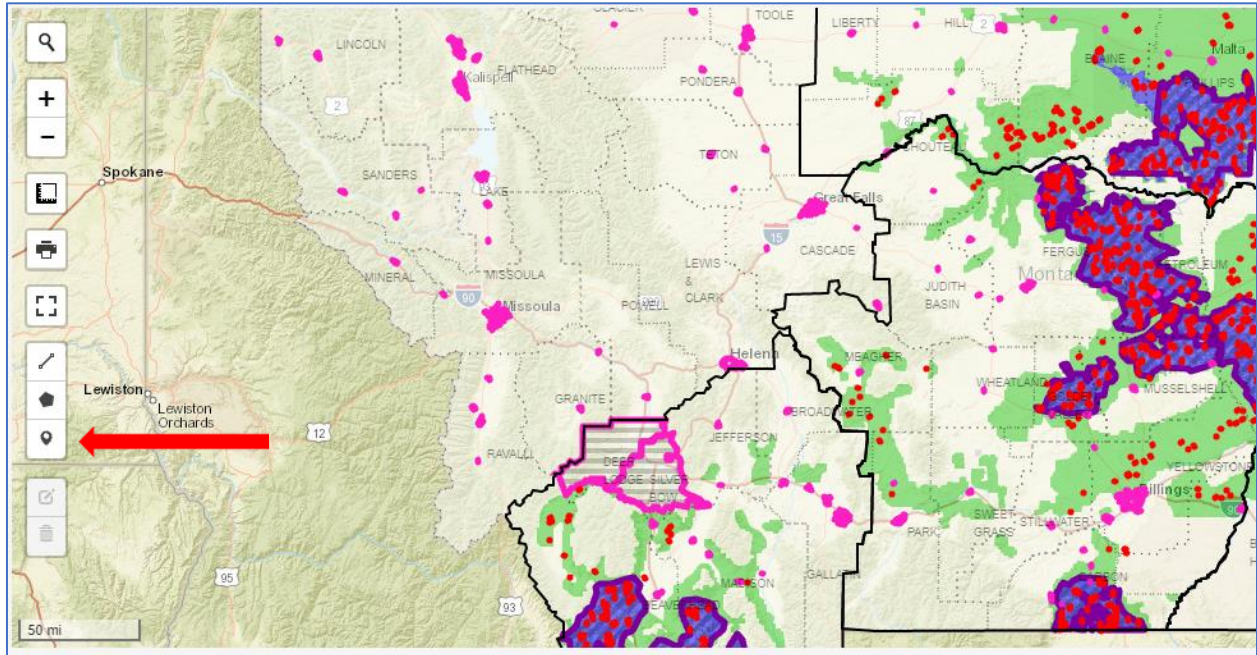 TOOLE
LIBERTY
HILL
2
LINCOLN
FLATHEAD
Kalispell
PONDERA
BLAINE
Malta
PHILLIPS
+
−
2
87
CHOUTEAU
TETON
Spokane
SANDERS
LAKE
Great Falls
15
CASCADE
FERGUS
PETROLEUM
MINERAL
MISSOULA
LEWIS
&
CLARK
Montana
JUDITH
BASIN
90
POWELL
Missoula
Helena
MEAGHER
WHEATLAND
MUSSELSHELL
Lewiston
Lewiston
Orchards
GRANITE
BROADWATER
12
JEFFERSON
RAVALLI
DEER
LODGE
SILVER
BOW
YELLOWSTONE
Billings
90
SWEET
GRASS
STILLWATER
PARK
GALLATIN
MADISON
CARBON
95
93
BEAVERHEAD
50 mi